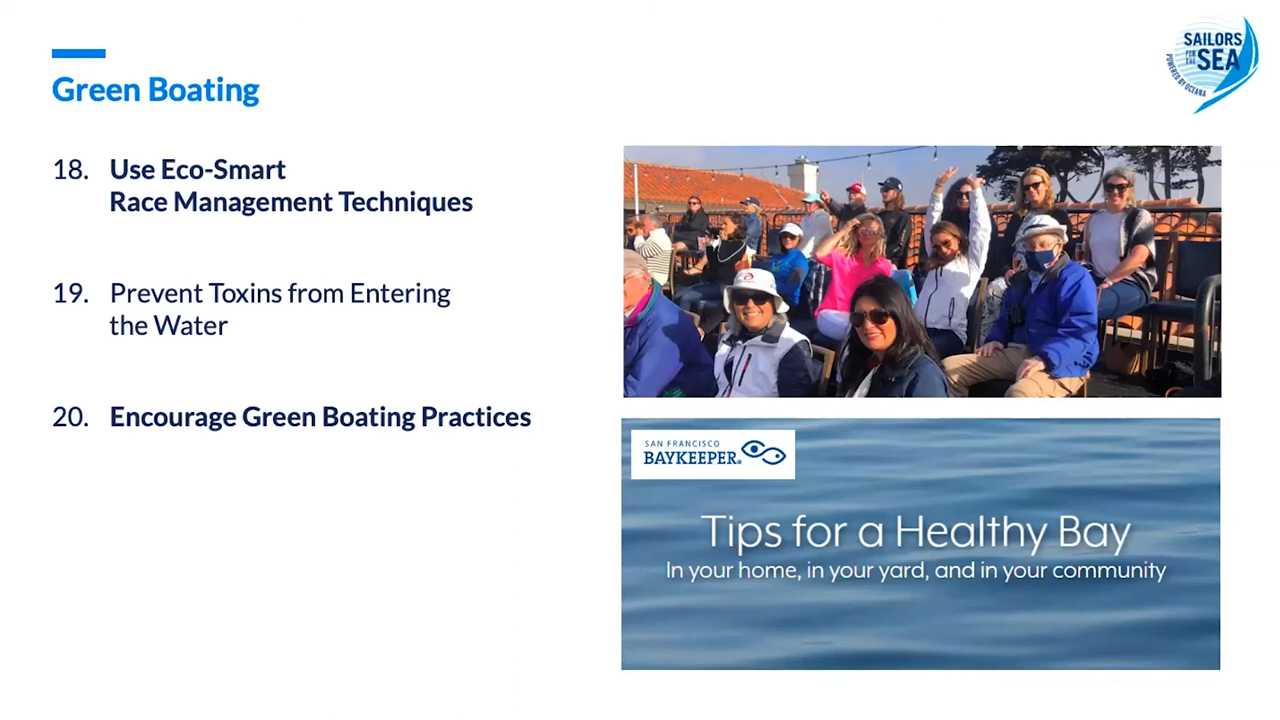 Green Boating
18. Use Eco-Smart
Race Management Techniques
19. Prevent Toxins from Entering
the Water
20. Encourage Green Boating Practices
SAILORS
FOR THE
SEA
POWERED BY OCEANA
SAN FRANCISCO
BAYKEEPER®
Tips for a Healthy Bay
In your home, in your yard, and in your community